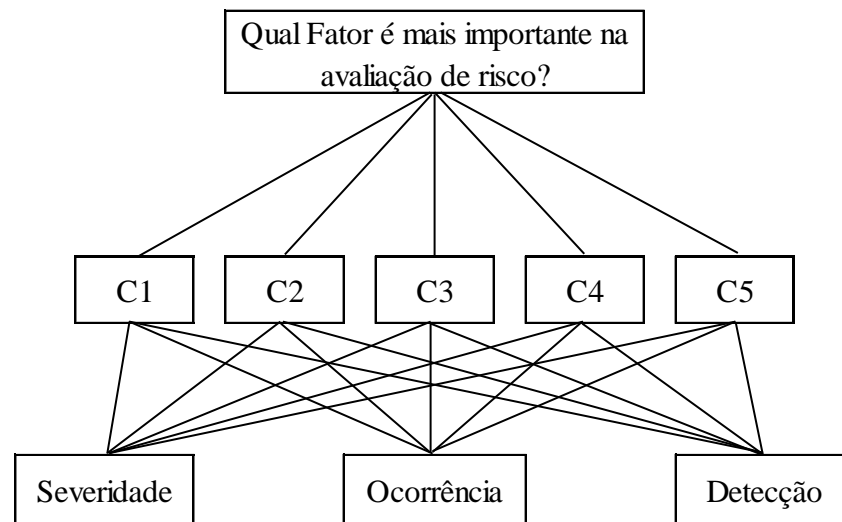 Qual Fator é mais importante na
avaliação de risco?
C1
C2
C3
C4
C5
Severidade
Ocorrência
Detecção